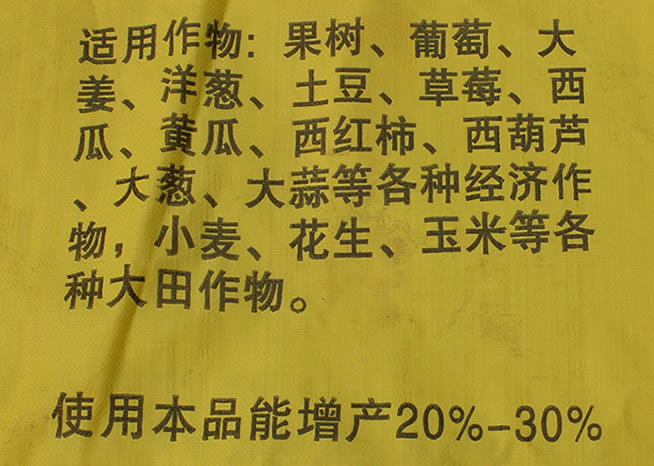 适用作物：果树、葡萄、大
姜、洋葱、土豆、草莓、西
瓜、黄瓜、西红柿、西葫芦
、大葱、大蒜等各种经济作
物，小麦、花生、玉米等各
种大田作物。
使用本品能增产20%-30%